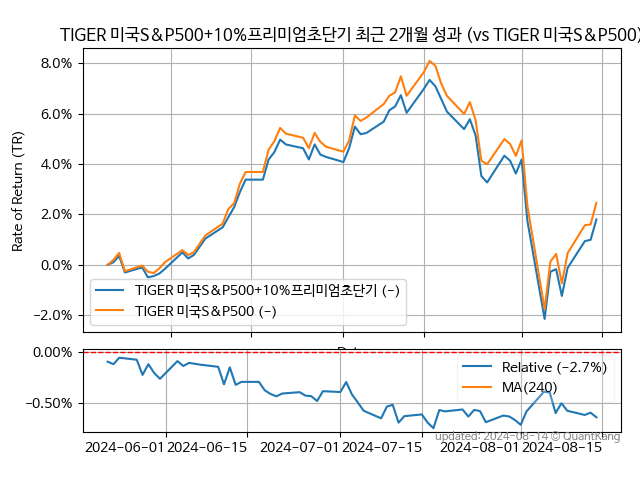 TIGER 미국S&P500+10%프리미엄초단기 최근 2개월 성과 (vs TIGER 미국S&P500)
8.0%
6.0%
4.0%
2.0%
0.0%
−2.0%
Rate of Return (TR)
TIGER 미국S&P500+10%프리미엄초단기 (-)
TIGER 미국S&P500 (-)
0.00%
−0.50%
Relative (-2.7%)
MA(240)
updated: 2024-08-14 © QuantKang
2024-06-01 2024-06-15 2024-07-01 2024-07-15 2024-08-01 2024-08-15